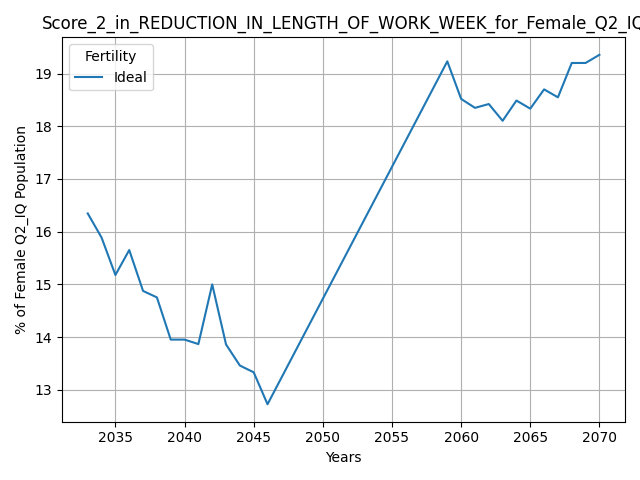 Score_2_in_REDUCTION_IN_LENGTH_OF_WORK_WEEK_for_Female_Q2_IQ
Fertility
Ideal
19
18
17
16
15
14
13
% of Female Q2_IQ Population
2035 2040 2045 2050 2055 2060 2065 2070
Years